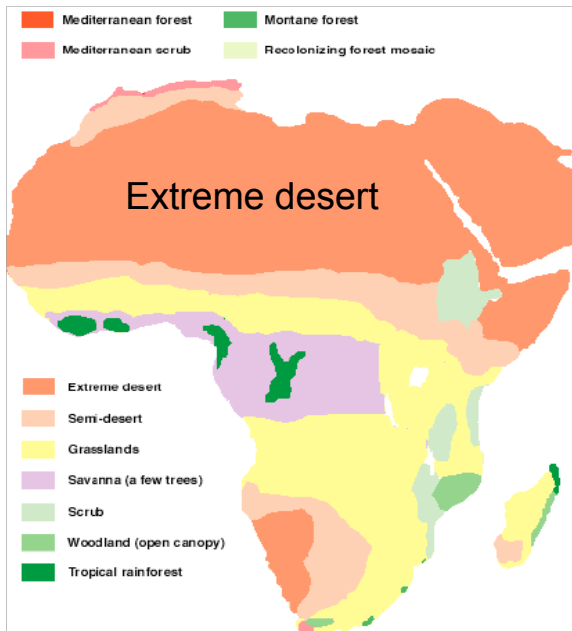 Mediterranean forest
Montane forest
Mediterranean scrub
Recolonizing forest mosaic
Extreme desert
Extreme desert
Semi-desert
Grasslands
Savanna (a few trees)
Scrub
Woodland (open canopy)
Tropical rainforest